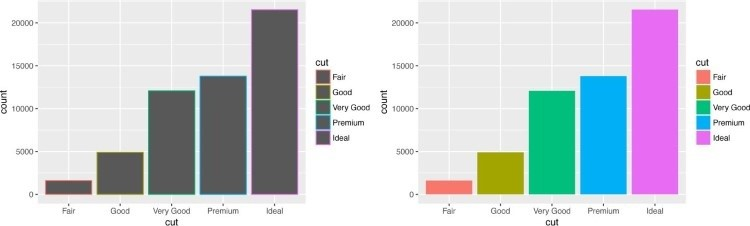 20000
15000
10000
5000
0
count
Fair Good Very Good Premium Ideal
cut
cut
Fair
Good
Very Good
Premium
Ideal
20000
15000
10000
5000
0
count
Fair Good Very Good Premium Ideal
cut
cut
Fair
Good
Very Good
Premium
Ideal